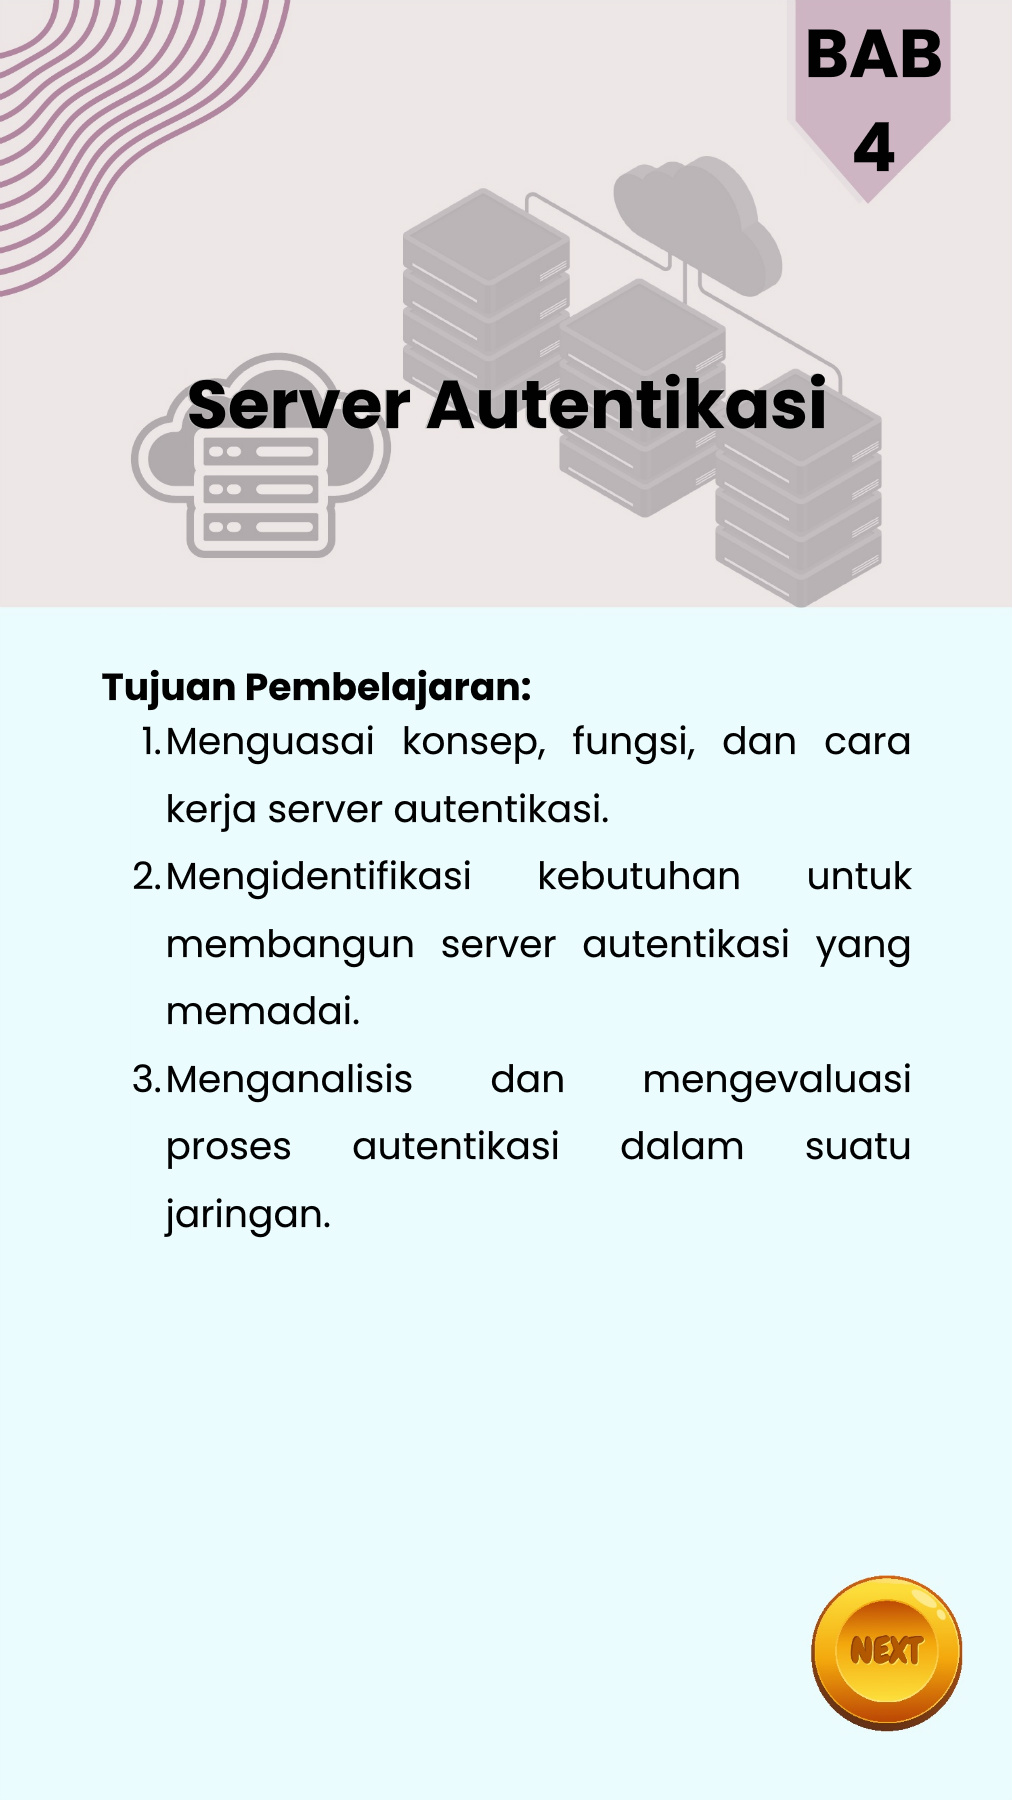 BAB
4
Server Autentikasi
Tujuan Pembelajaran:
1. Menguasai konsep, fungsi, dan cara
kerja server autentikasi.
2. Mengidentifikasi kebutuhan untuk
membangun server autentikasi yang
memadai.
3. Menganalisis dan mengevaluasi
proses autentikasi dalam suatu
jaringan.
NEXT